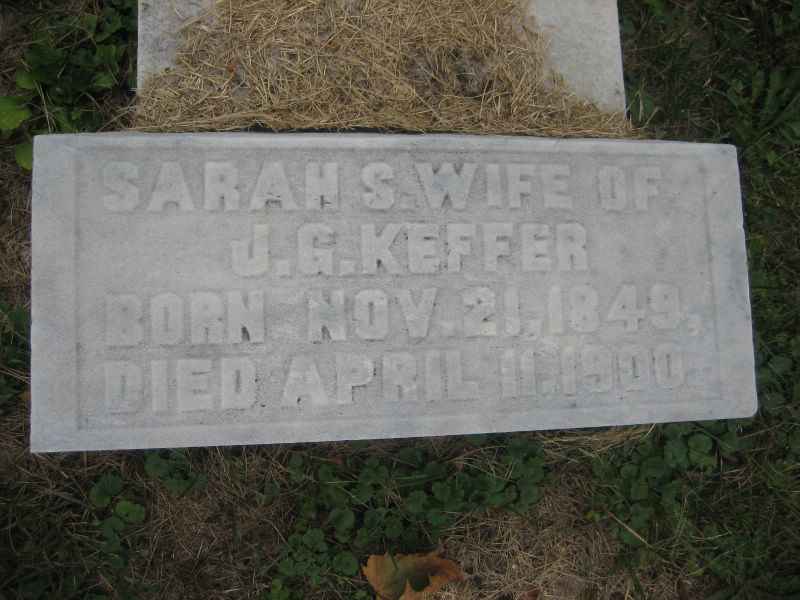 SARAH S. WIFE OF
J.G. KEFFER
BORN NOV. 21, 1849,
DIED APRIL 11, 1900.